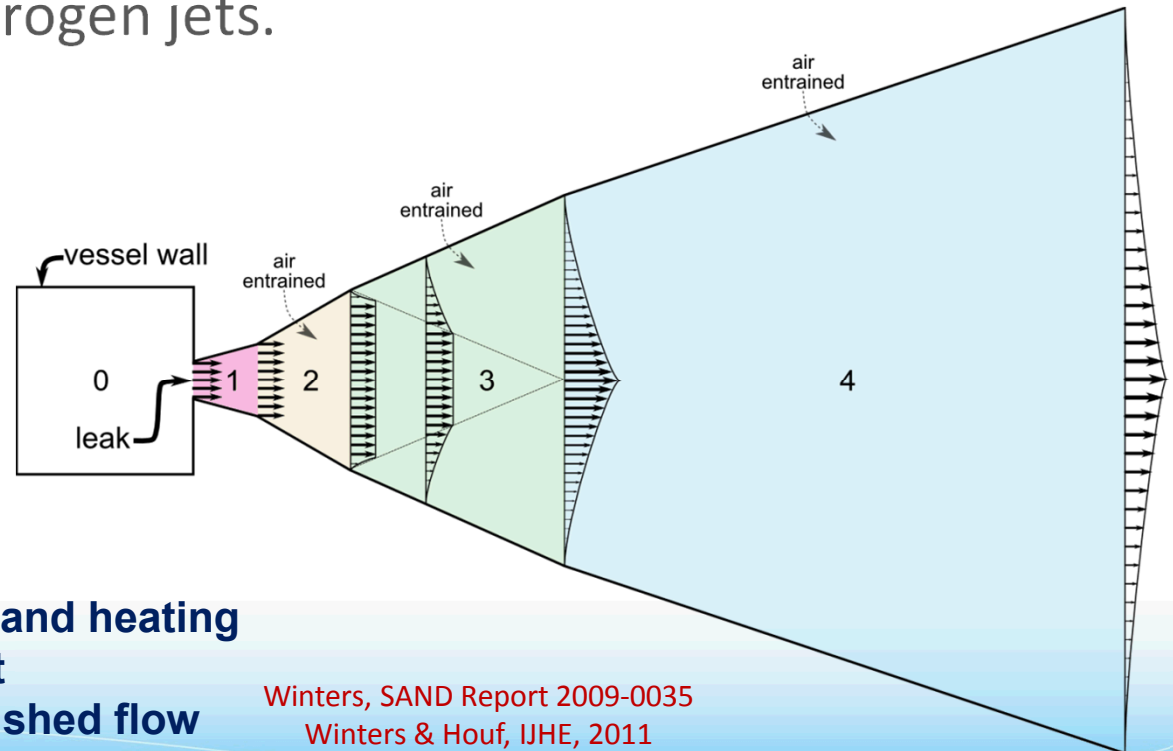 rogen jets.
air
entrained
air
entrained
air
entrained
vessel wall
0
1
2
3
4
leak
and heating
t
shed flow
Winters, SAND Report 2009-0035
Winters & Houf, IJHE, 2011